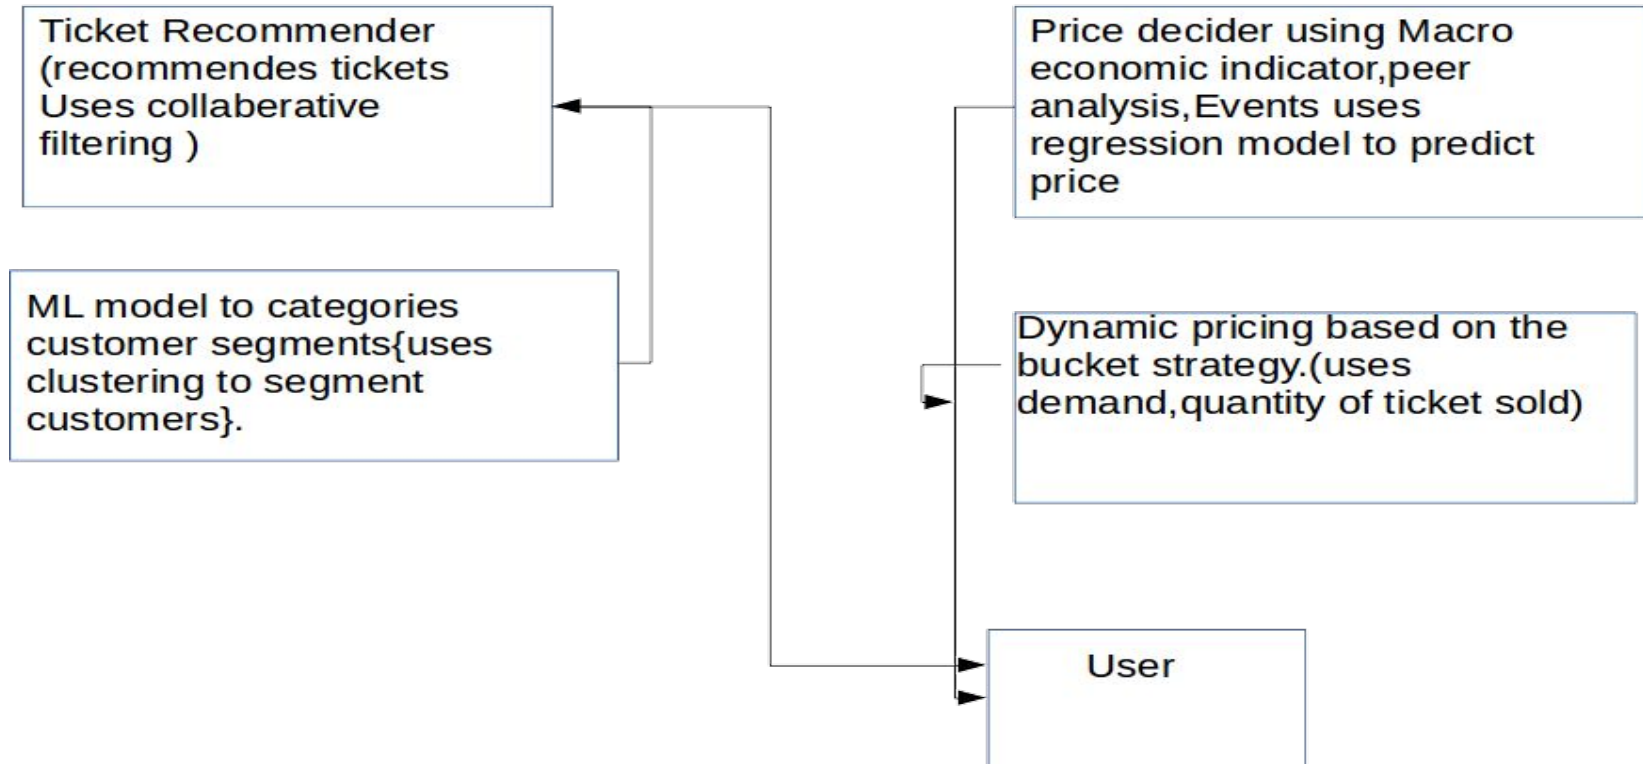 Ticket Recommender
(recommendes tickets
Uses collaberative
filtering )
Price decider using Macro
economic indicator,peer
analysis,Events uses
regression model to predict
price
ML model to categories
customer segments{uses
clustering to segment
customers}.
Dynamic pricing based on the
bucket strategy.(uses
demand,quantity of ticket sold)
User